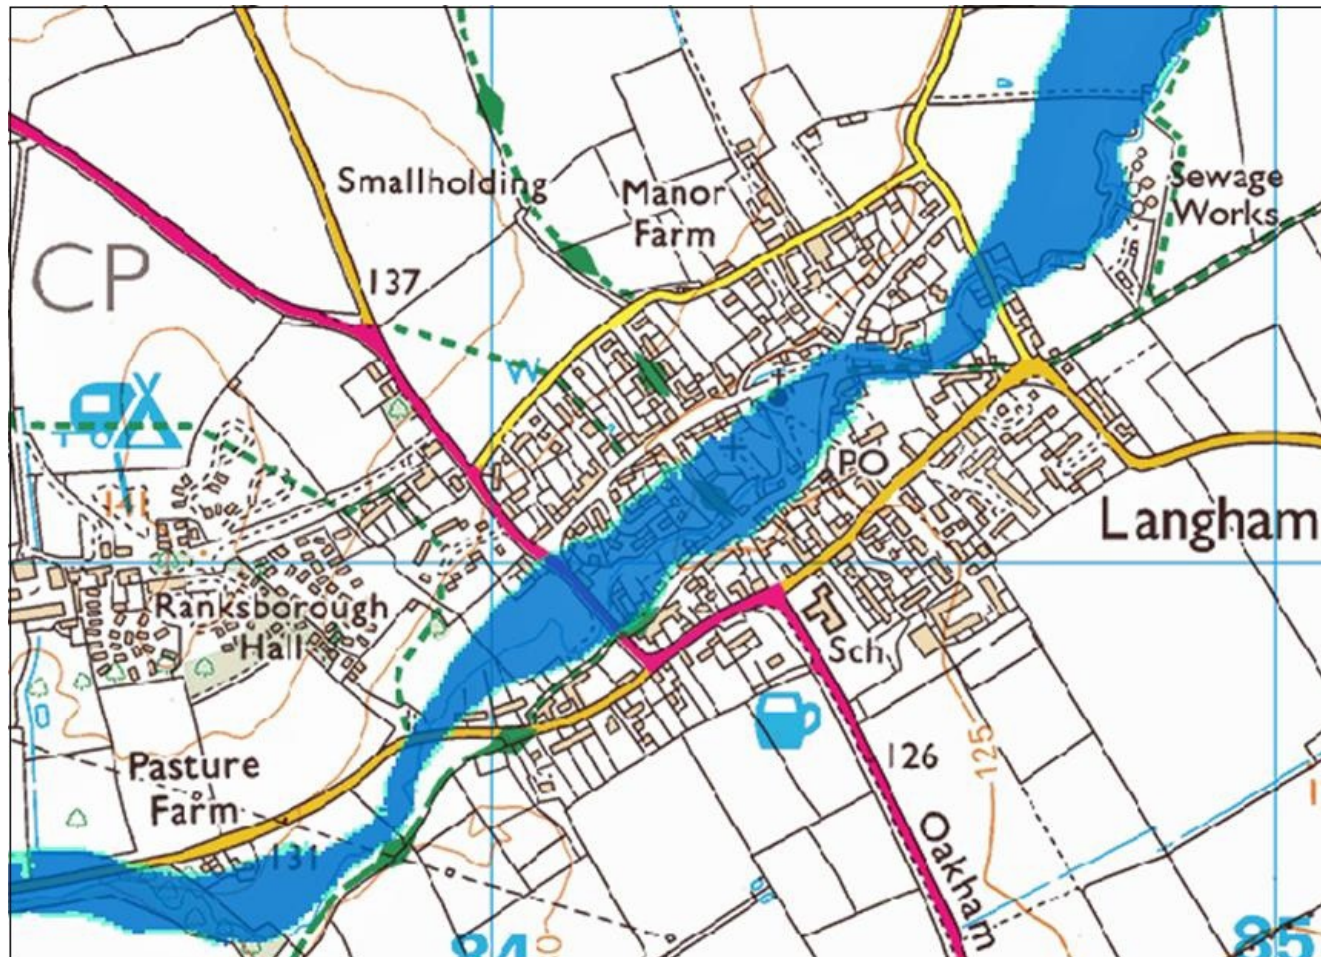 Smallholding
Manor
Farm
Sewage
Works
CP
137
PO
Langham
Ranksborough
Hall
Sch
Pasture
Farm
126
125
131
Oakham
84
85